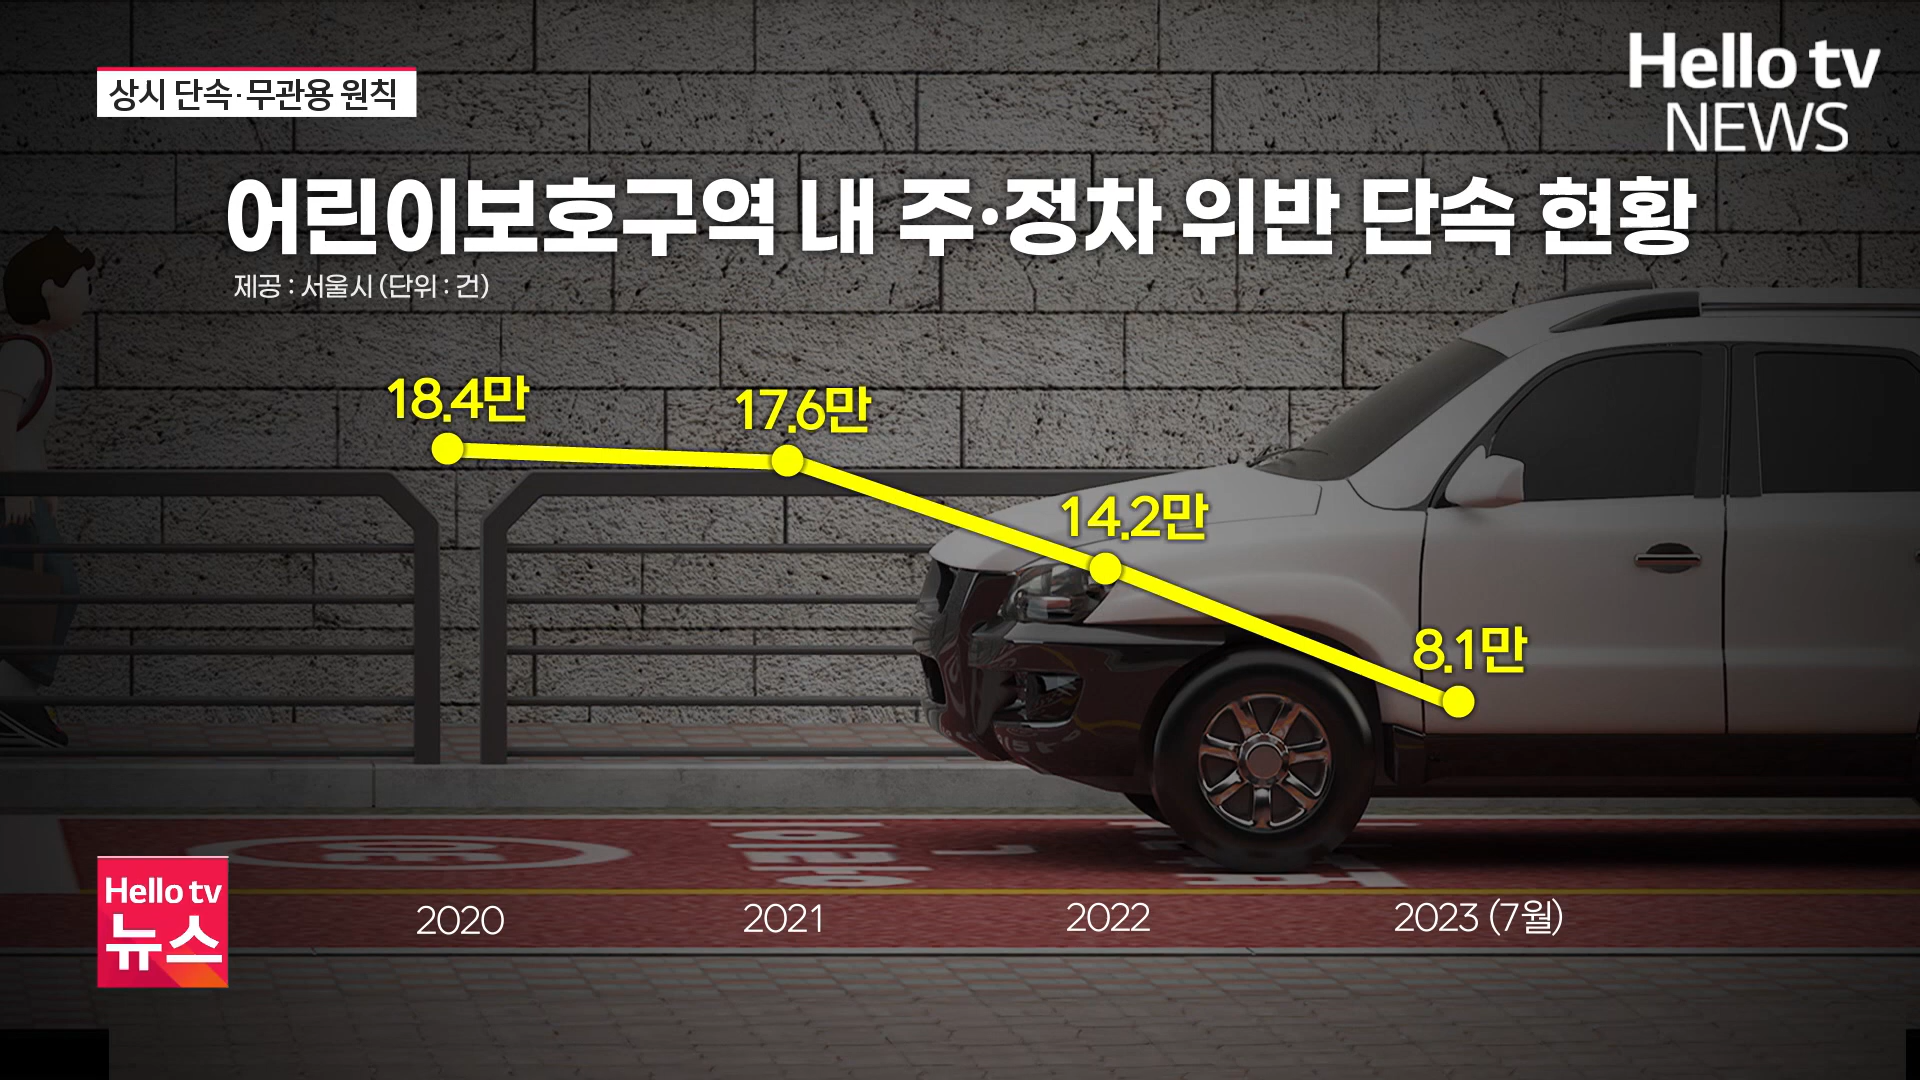 상시 단속·무관용 원칙
Hello tv
NEWS
어린이보호구역 내 주·정차 위반 단속 현황
제공 : 서울시 (단위 : 건)
18.4만
17.6만
14.2만
8.1만
2020
2021
2022
2023 (7월)
Hello tv
뉴스